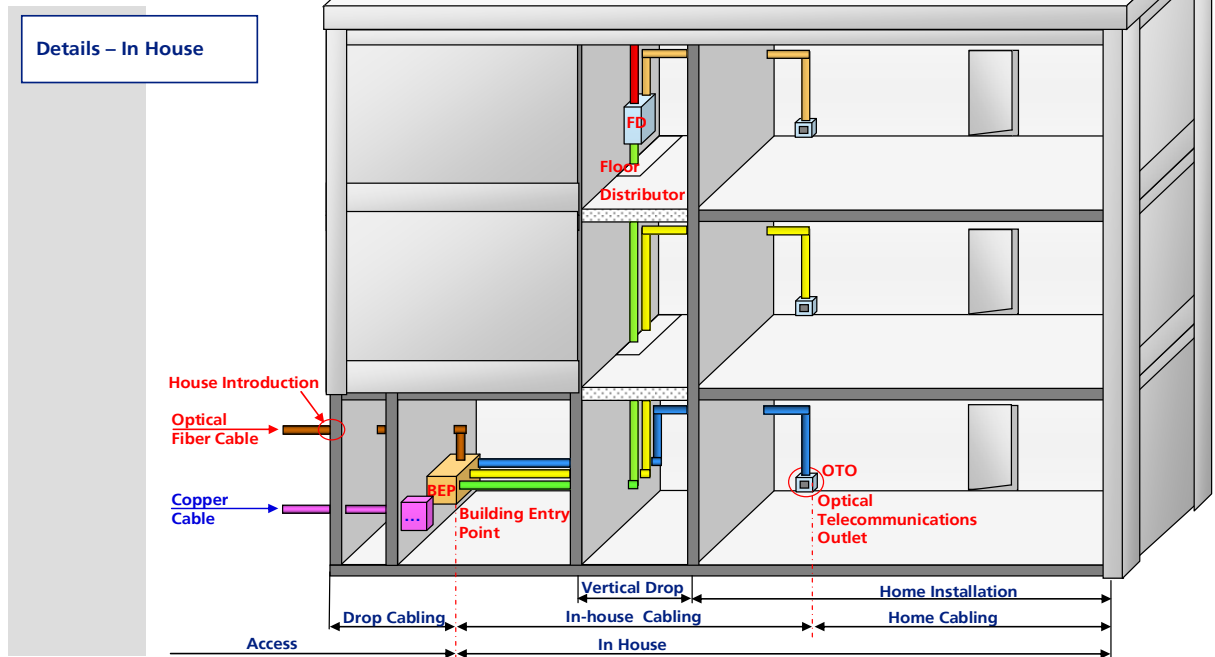 Details – In House
FD
Floor
Distributor
House Introduction
Optical
Fiber Cable
BEP
OTO
Copper
Cable
...
Building Entry
Point
Optical
Telecommunications
Outlet
Vertical Drop
Home Installation
Drop Cabling
In-house Cabling
Home Cabling
Access
In House